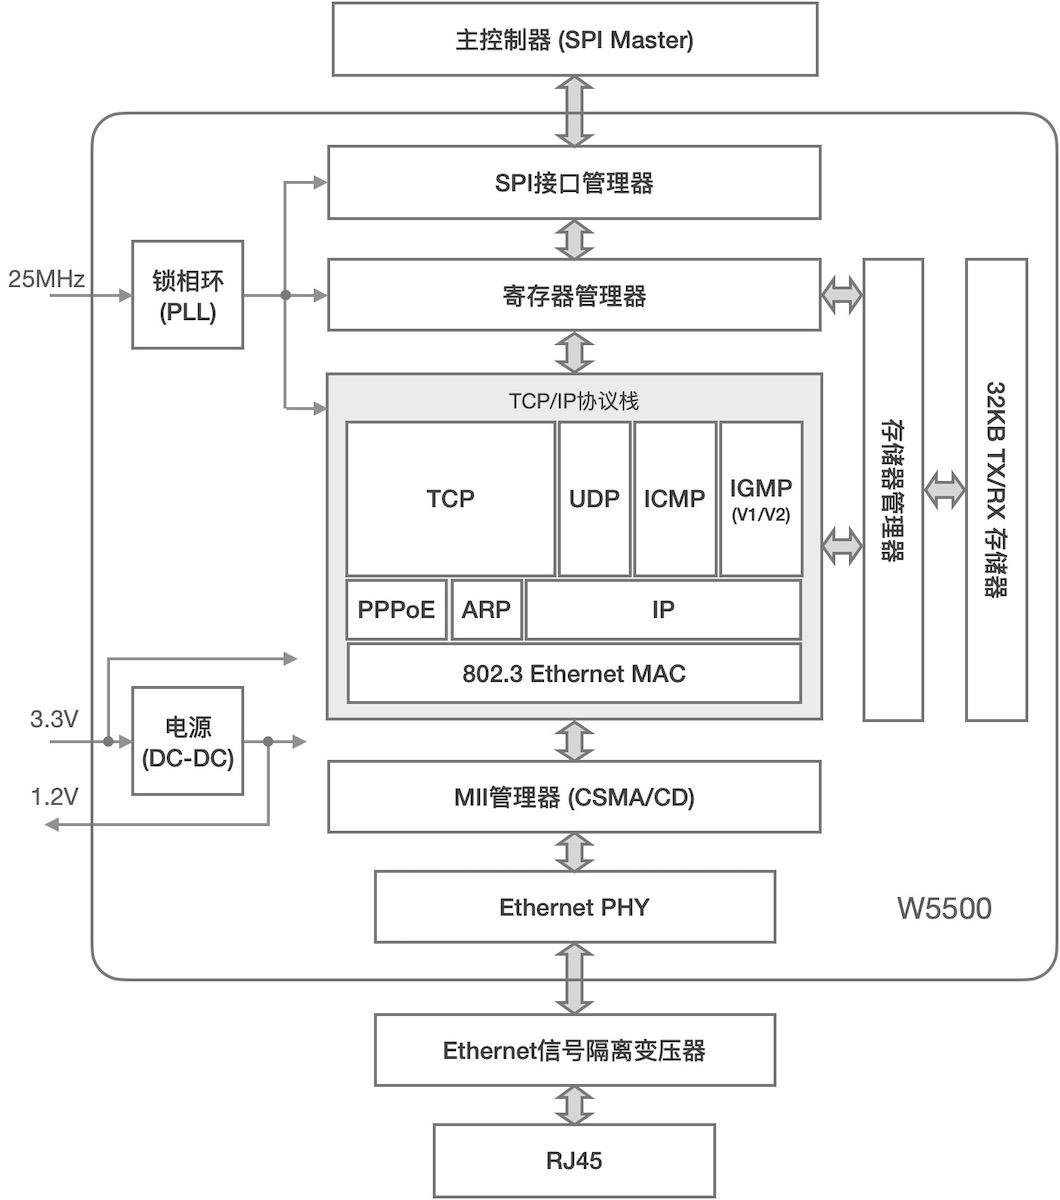 主控制器 (SPI Master)
SPI接口管理器
25MHz
锁相环
(PLL)
寄存器管理器
TCP/IP协议栈
TCP
UDP
ICMP
IGMP
(V1/V2)
PPPoE
ARP
IP
802.3 Ethernet MAC
存储器管理器
32KB TX/RX 存储器
3.3V
电源
(DC-DC)
1.2V
MII管理器 (CSMA/CD)
Ethernet PHY
W5500
Ethernet信号隔离变压器
RJ45